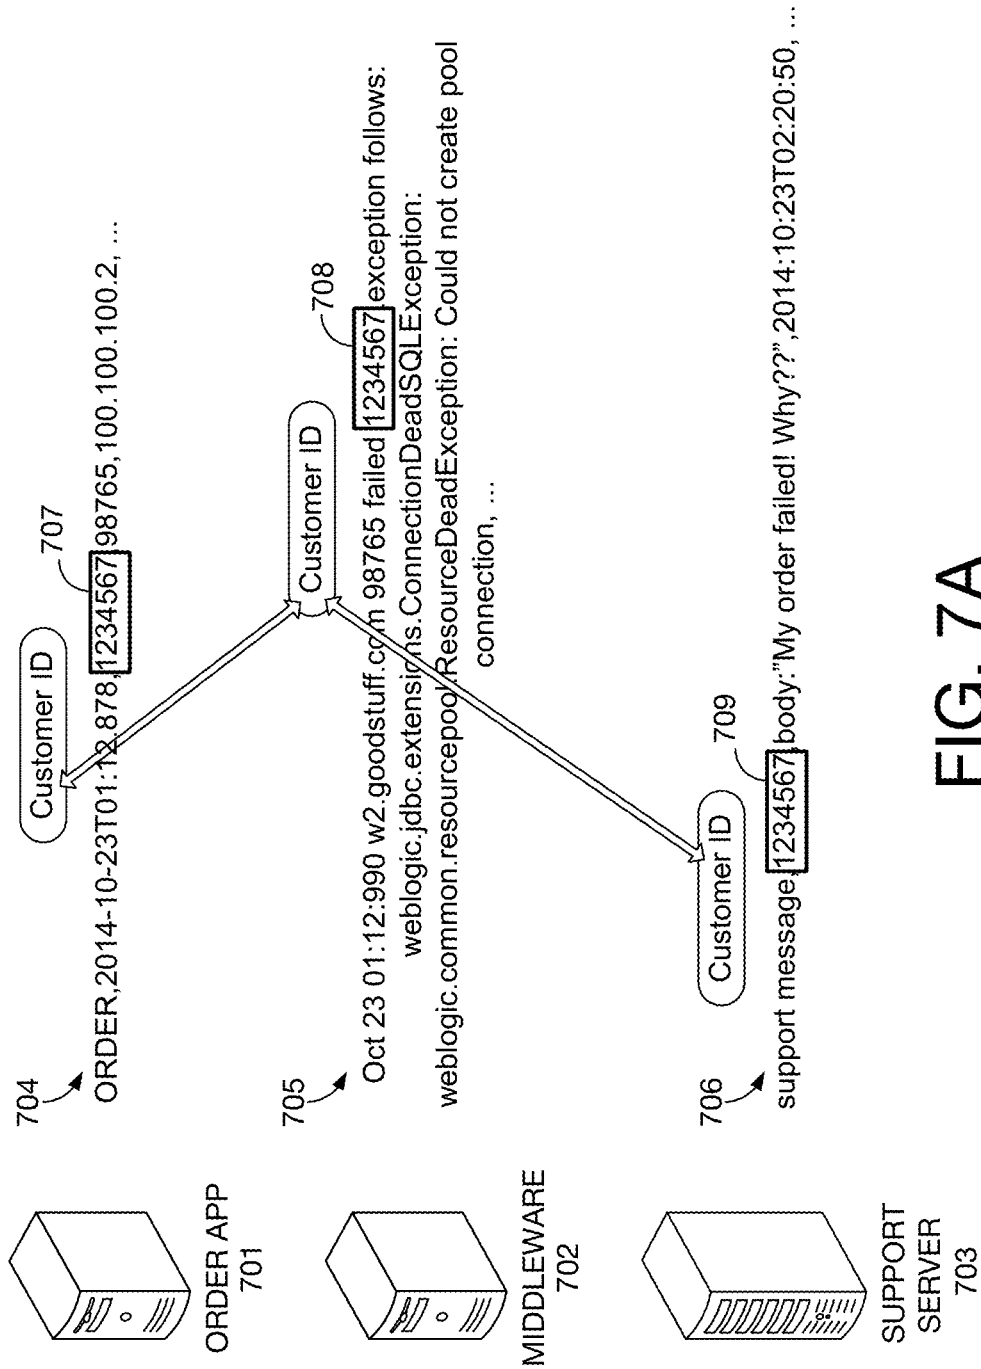 ORDER APP
701
704
Customer ID
707
ORDER,2014-10-23T01:12.878,1234567,98765,100.100.100.2, ...
MIDDLEWARE
702
705
Customer ID
708
Oct 23 01:12:990 w2.goodstuff.com 98765 failed 1234567 exception follows:
weblogic.jdbc.extensions.ConnectionDeadSQLException:
weblogic.common.resourcepool.ResourceDeadException: Could not create pool
connection, ...
SUPPORT
SERVER
703
706
Customer ID
709
support message,1234567,body:"My order failed! Why??",2014:10:23T02:20:50, ...
FIG. 7A